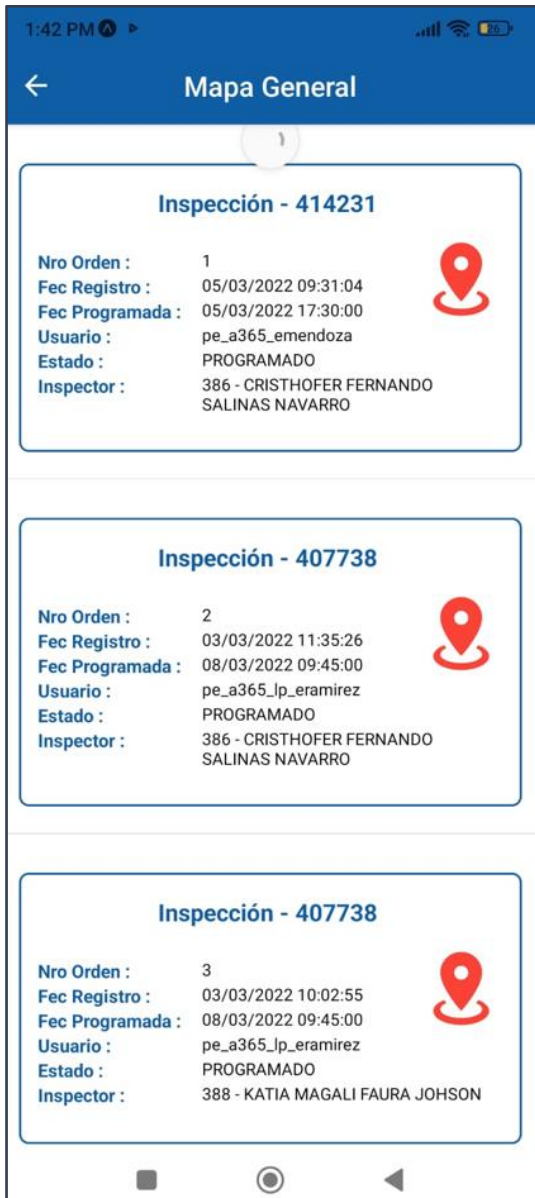 1:42 PM
26
Mapa General
Inspección - 414231
Nro Orden : 1
Fec Registro : 05/03/2022 09:31:04
Fec Programada : 05/03/2022 17:30:00
Usuario : pe_a365_emendoza
Estado : PROGRAMADO
Inspector : 386 - CRISTHOFER FERNANDO
SALINAS NAVARRO
Inspección - 407738
Nro Orden : 2
Fec Registro : 03/03/2022 11:35:26
Fec Programada : 08/03/2022 09:45:00
Usuario : pe_a365_lp_eramirez
Estado : PROGRAMADO
Inspector : 386 - CRISTHOFER FERNANDO
SALINAS NAVARRO
Inspección - 407738
Nro Orden : 3
Fec Registro : 03/03/2022 10:02:55
Fec Programada : 08/03/2022 09:45:00
Usuario : pe_a365_lp_eramirez
Estado : PROGRAMADO
Inspector : 388 - KATIA MAGALI FAURA JOHSON